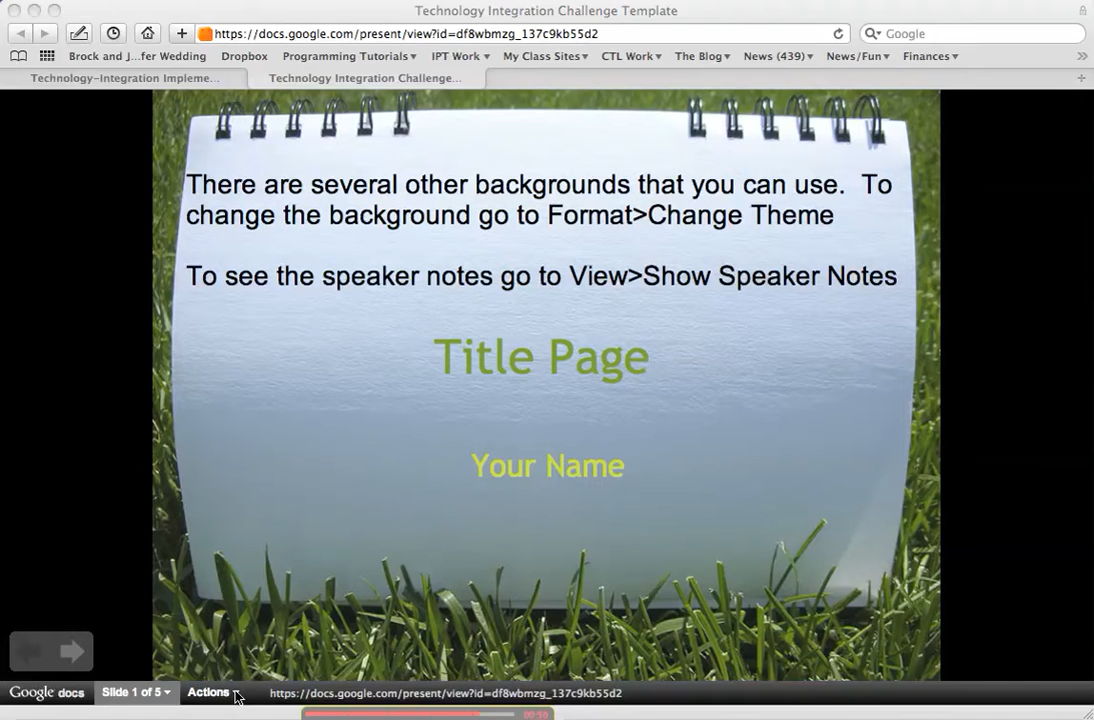 Technology Integration Challenge Template
https://docs.google.com/present/view?id=df8wbmzg_137c9kb55d2
Google
Brock and J...fer Wedding Dropbox Programming Tutorials IPT Work My Class Sites CTL Work The Blog News (439) News/Fun Finances
Technology-Integration Impleme... Technology Integration Challenge...
There are several other backgrounds that you can use. To
change the background go to Format>Change Theme
To see the speaker notes go to View>Show Speaker Notes
Title Page
Your Name
Google docs Slide 1 of 5 Actions https://docs.google.com/present/view?id=df8wbmzg_137c9kb55d2